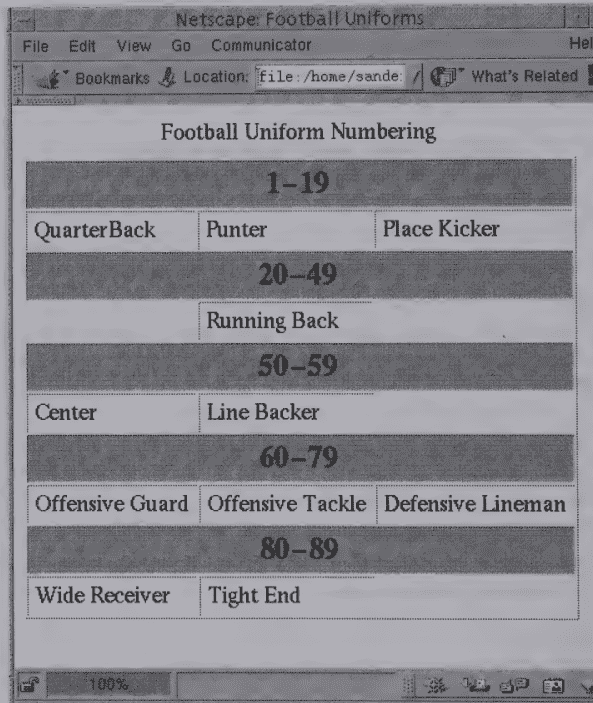 Netscape: Football Uniforms
File Edit View Go Communicator Hel
Bookmarks Location: file:/home/sande: What's Related
Football Uniform Numbering
1–19
QuarterBack Punter Place Kicker
20–49
Running Back
50–59
Center Line Backer
60–79
Offensive Guard Offensive Tackle Defensive Lineman
80–89
Wide Receiver Tight End
100%